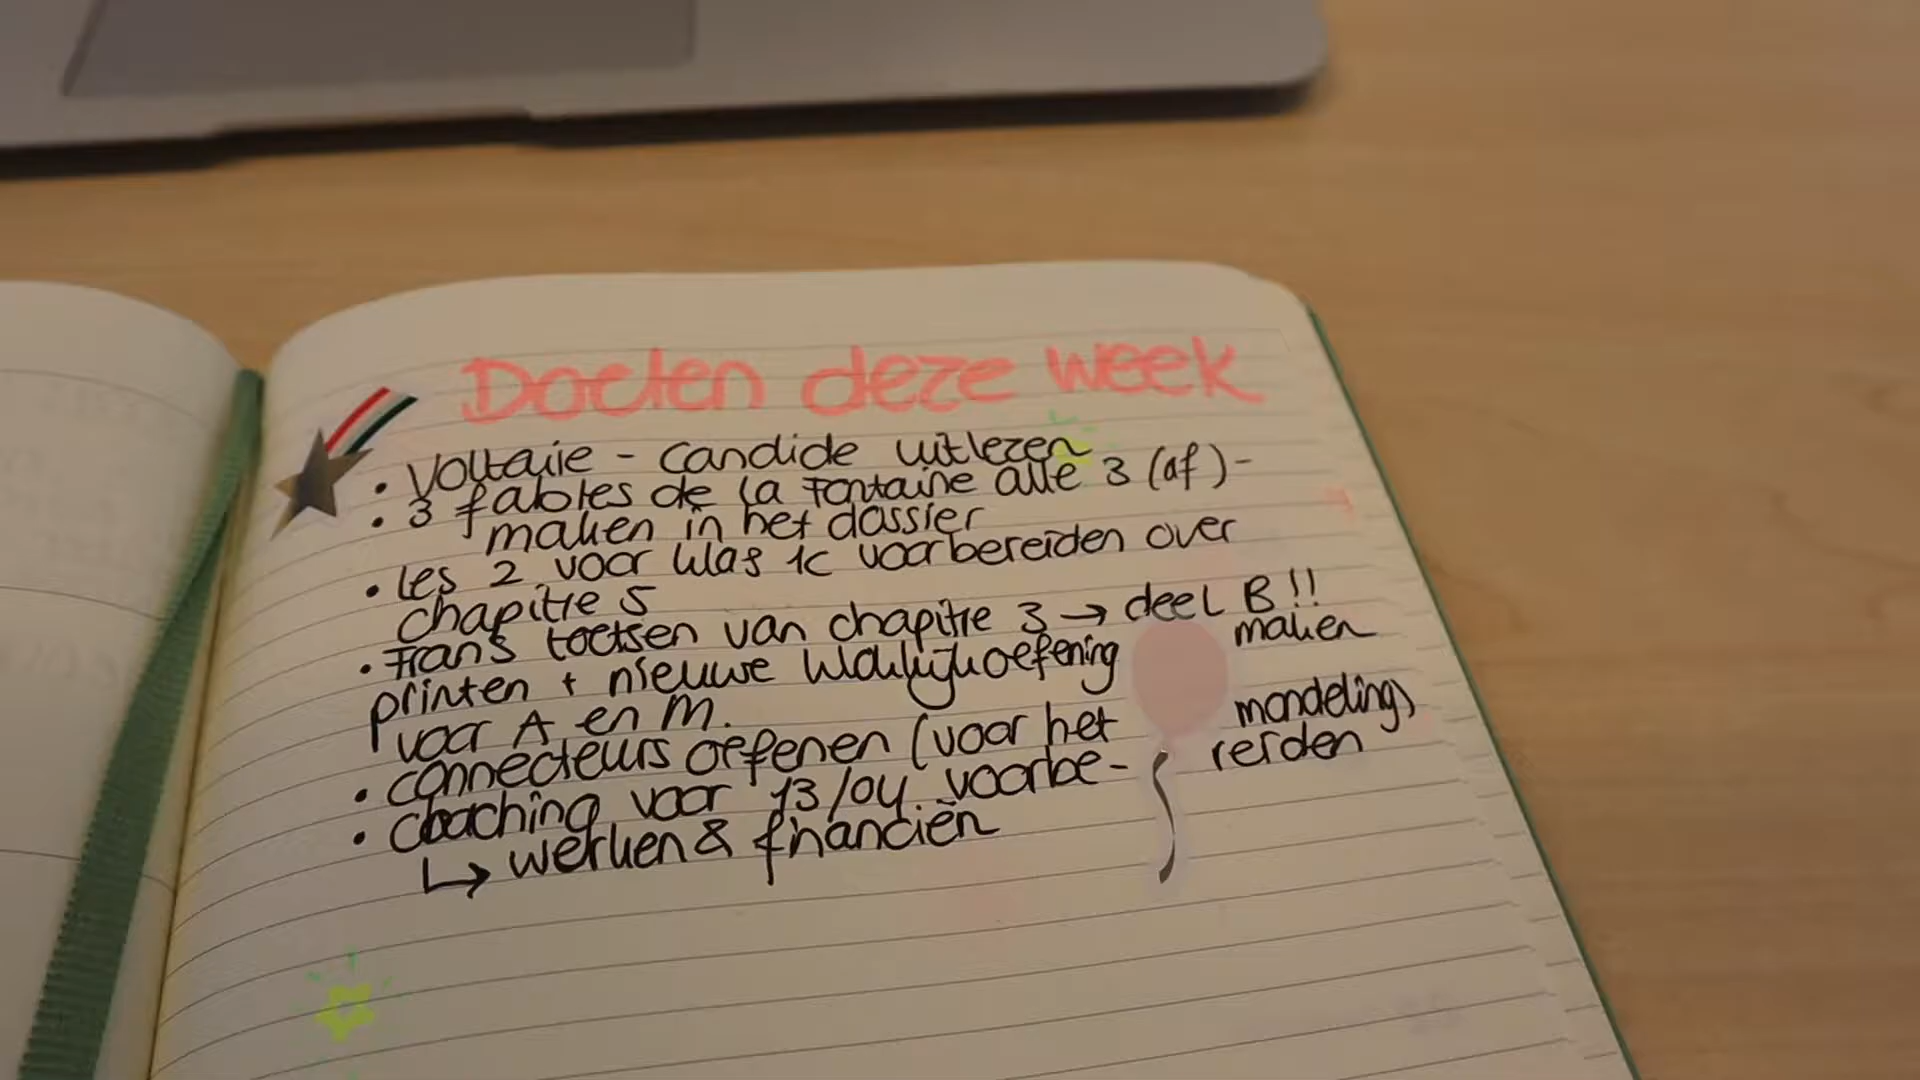 Doelen deze week
• Voltaire - Candide uitlezen
• 3 fables de la Fontaine alle 3 (af)-
maken in het dossier
• Les 2 voor klas 1c voorbereiden over
chapitre 5
• Frans toetsen van chapitre 3 → deel B!! maken
printen + nieuwe woordkijkoefening
voor A en M.
• connecteurs oefenen (voor het mondeling)
• coaching voor 13/04 voorbe-reiden
↳ werken & financiën